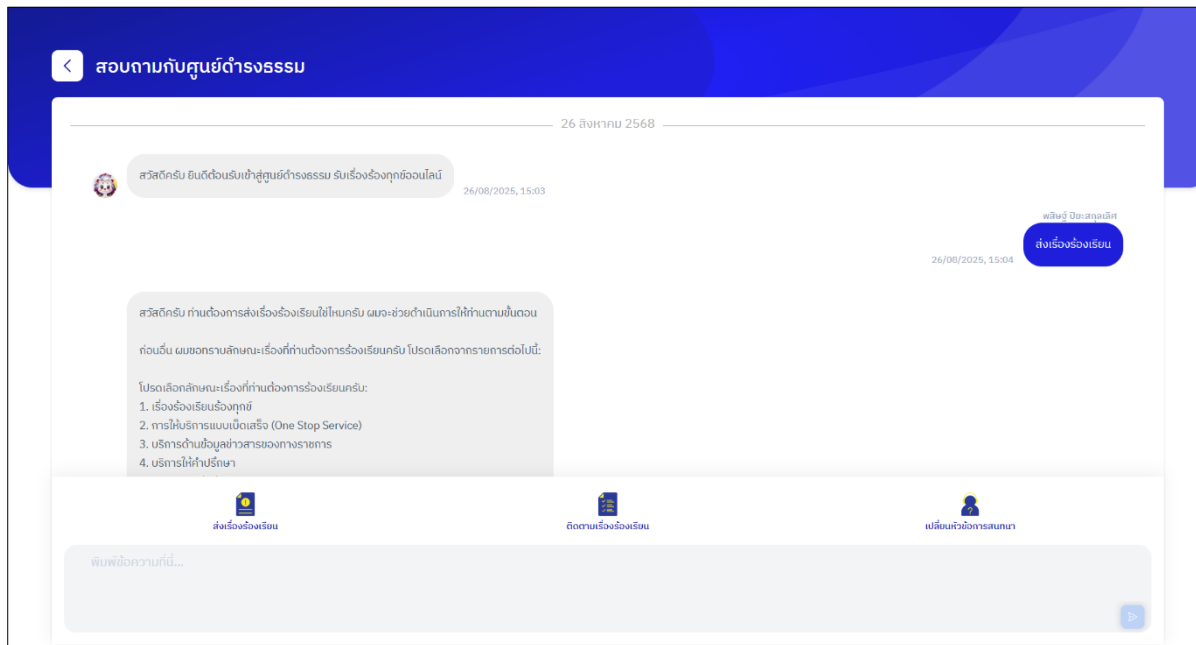 สอบถามกับศูนย์ดำรงธรรม
26 สิงหาคม 2568
สวัสดีครับ ยินดีต้อนรับเข้าสู่ศูนย์ดำรงธรรม รับเรื่องร้องทุกข์ออนไลน์
26/08/2025, 15:03
พสิษฐ์ ปิยะสกุลเลิศ
ส่งเรื่องร้องเรียน
26/08/2025, 15:04
สวัสดีครับ ท่านต้องการส่งเรื่องร้องเรียนใช่ไหมครับ ผมจะช่วยดำเนินการให้ท่านตามขั้นตอน
ก่อนอื่น ผมขอทราบลักษณะเรื่องที่ท่านต้องการร้องเรียนครับ โปรดเลือกจากรายการต่อไปนี้:
โปรดเลือกลักษณะเรื่องที่ท่านต้องการร้องเรียนครับ:
1. เรื่องร้องเรียนร้องทุกข์
2. การให้บริการแบบเบ็ดเสร็จ (One Stop Service)
3. บริการด้านข้อมูลข่าวสารของทางราชการ
4. บริการให้คำปรึกษา
ส่งเรื่องร้องเรียน
ติดตามเรื่องร้องเรียน
เปลี่ยนหัวข้อการสนทนา
พิมพ์ข้อความที่นี่...